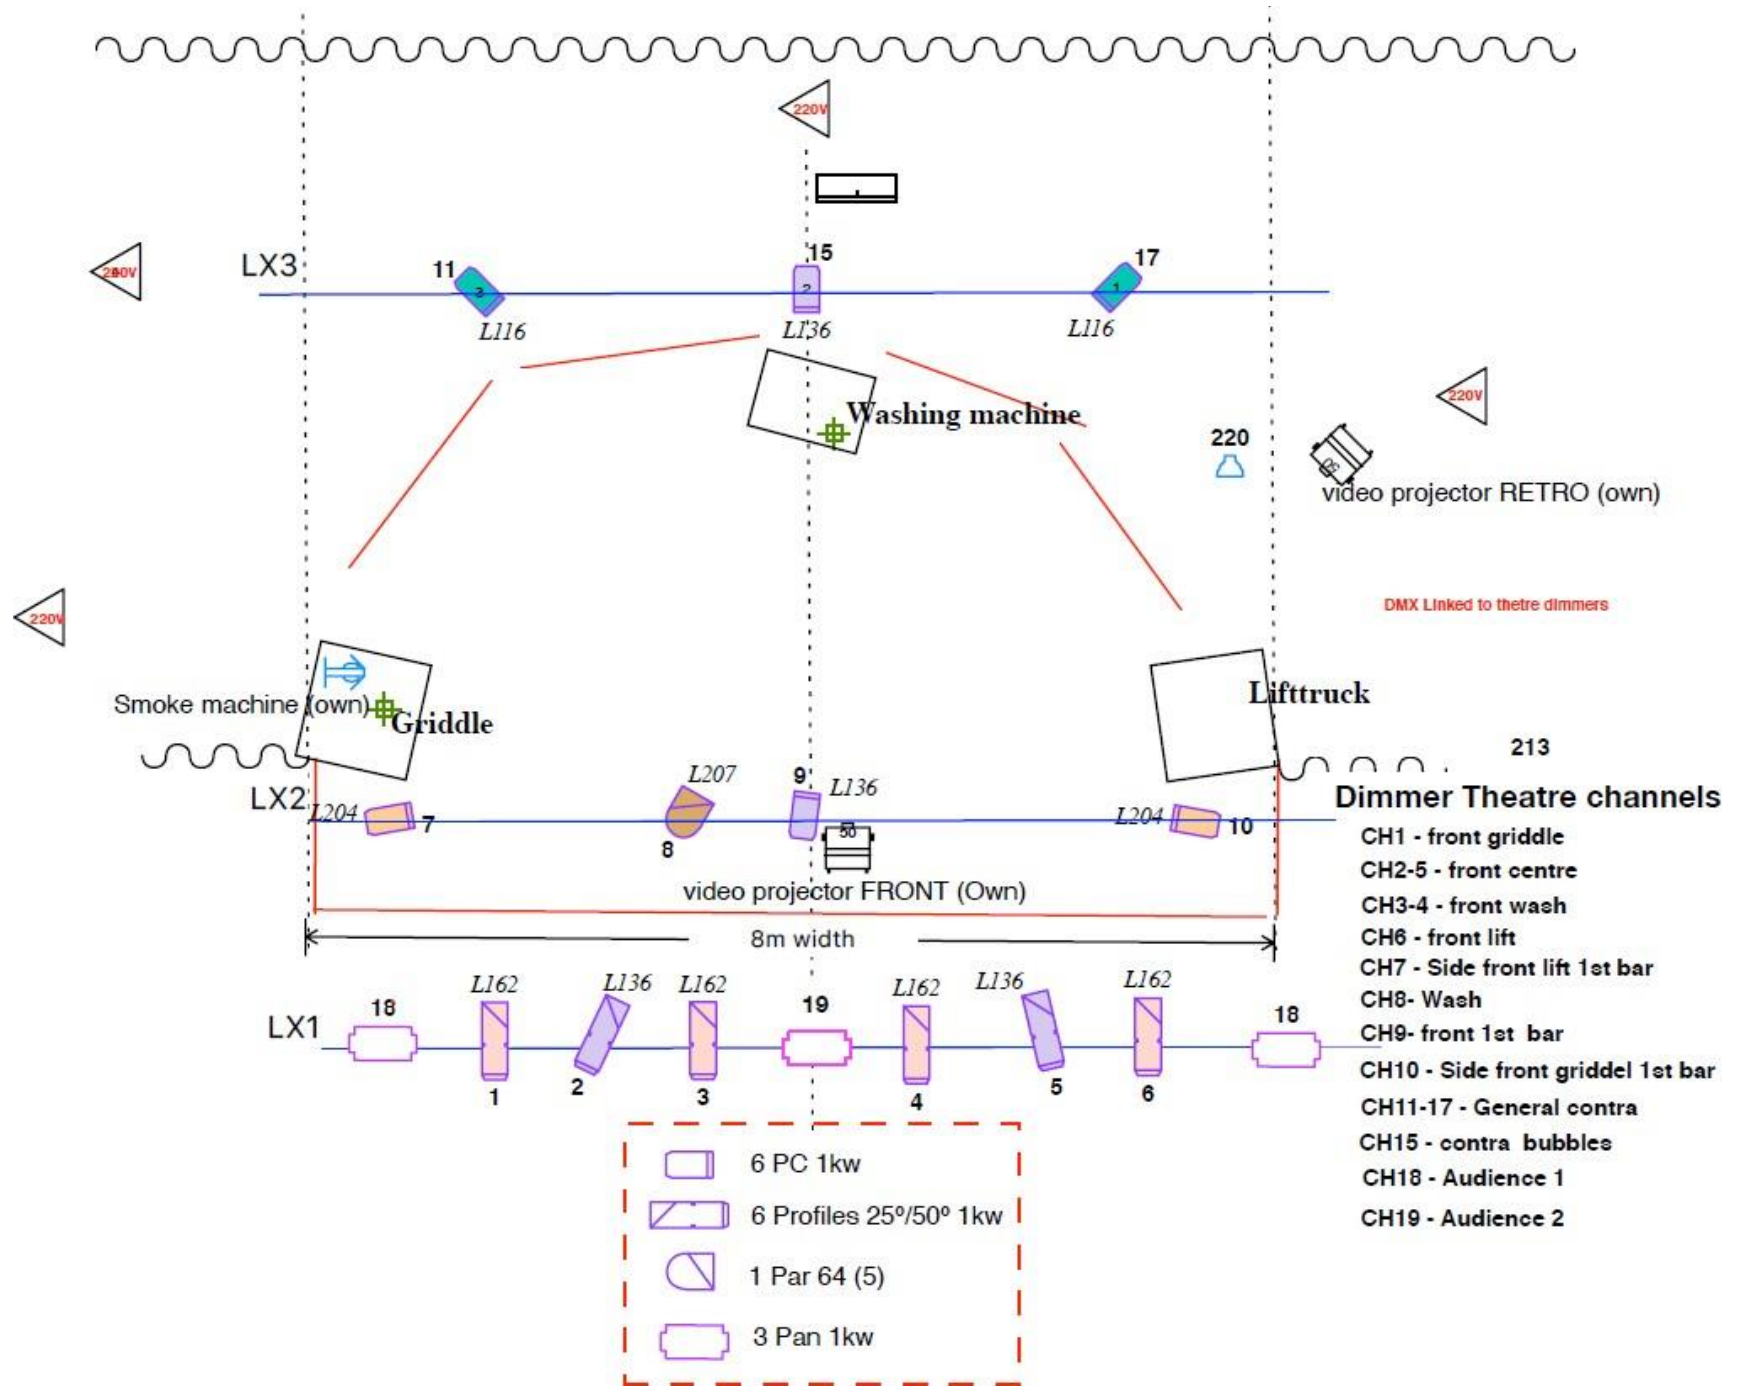 220V
15
17
LX3
11
240V
3
2
1
L116
L136
L116
220V
Washing machine
220
50
video projector RETRO (own)
220V
DMX Linked to thetre dimmers
Smoke machine (own)
Griddle
Lifttruck
213
L207
9
L136
LX2
L204
7
8
50
L204
10
video projector FRONT (Own)
8m width
Dimmer Theatre channels
CH1 - front griddle
CH2-5 - front centre
CH3-4 - front wash
CH6 - front lift
CH7 - Side front lift 1st bar
CH8- Wash
CH9- front 1st bar
CH10 - Side front griddel 1st bar
CH11-17 - General contra
CH15 - contra bubbles
CH18 - Audience 1
CH19 - Audience 2
L162
L136
L162
L162
L136
L162
LX1
18
19
18
1
2
3
4
5
6
6 PC 1kw
6 Profiles 25º/50º 1kw
1 Par 64 (5)
3 Pan 1kw